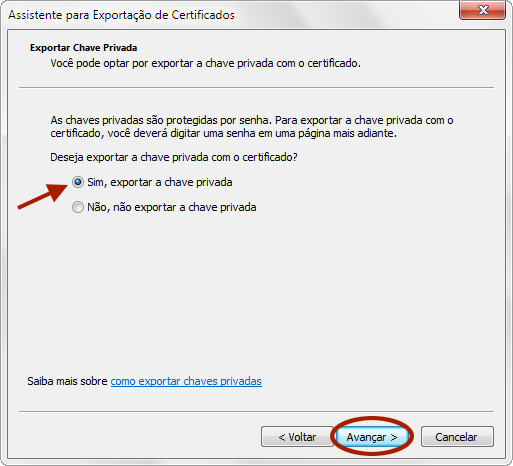 Assistente para Exportação de Certificados
Exportar Chave Privada
Você pode optar por exportar a chave privada com o certificado.
As chaves privadas são protegidas por senha. Para exportar a chave privada com o
certificado, você deverá digitar uma senha em uma página mais adiante.
Deseja exportar a chave privada com o certificado?
Sim, exportar a chave privada
Não, não exportar a chave privada
Saiba mais sobre como exportar chaves privadas
< Voltar Avançar > Cancelar